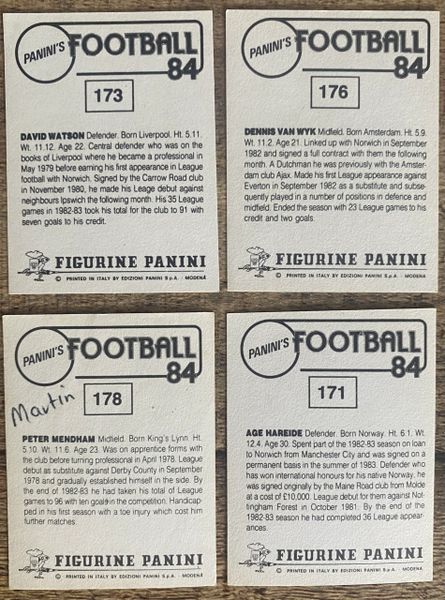 PANINI'S FOOTBALL 84
173
DAVID WATSON Defender. Born Liverpool. Ht. 5.11.
Wt. 11.12. Age 22. Central defender who was on the
books of Liverpool where he became a professional in
May 1979 before earning his first appearance in League
football with Norwich. Signed by the Carrow Road club
in November 1980, he made his League debut against
neighbours Ipswich the following month. His 35 League
games in 1982-83 took his total for the club to 91 with
seven goals to his credit.
FIGURINE PANINI
© PRINTED IN ITALY BY EDIZIONI PANINI S.p.A. - MODENA
PANINI'S FOOTBALL 84
176
DENNIS VAN WYK Midfield. Born Amsterdam. Ht. 5.9.
Wt. 11.2. Age 21. Linked up with Norwich in September
1982 and signed a full contract with them the following
month. A Dutchman he was previously with the Amster-
dam club Ajax. Made his first League appearance against
Everton in September 1982 as a substitute and subse-
quently played in a number of positions in defence and
midfield. Ended the season with 23 League games to his
credit and two goals.
FIGURINE PANINI
© PRINTED IN ITALY BY EDIZIONI PANINI S.p.A. - MODENA
PANINI'S FOOTBALL 84
Martin
178
PETER MENDHAM Midfield. Born King's Lynn. Ht.
5.10. Wt. 11.6. Age 23. Was on apprentice forms with
the club before turning professional in April 1978. League
debut as substitute against Derby County in September
1978 and gradually established himself in the side. By
the end of 1982-83 he had taken his total of League
games to 96 with ten goals in the competition. Handicap-
ped in his first season with a toe injury which cost him
further matches.
FIGURINE PANINI
© PRINTED IN ITALY BY EDIZIONI PANINI S.p.A. - MODENA
PANINI'S FOOTBALL 84
171
AGE HAREIDE Defender. Born Norway. Ht. 6.1. Wt.
12.4. Age 30. Spent part of the 1982-83 season on loan
to Norwich from Manchester City and was signed on a
permanent basis in the summer of 1983. Defender who
has won international honours for his native Norway, he
was signed originally by the Maine Road club from Molde
at a cost of £10,000. League debut for them against Not-
tingham Forest in October 1981. By the end of the
1982-83 season he had completed 36 League appear-
ances.
FIGURINE PANINI
© PRINTED IN ITALY BY EDIZIONI PANINI S.p.A. - MODENA